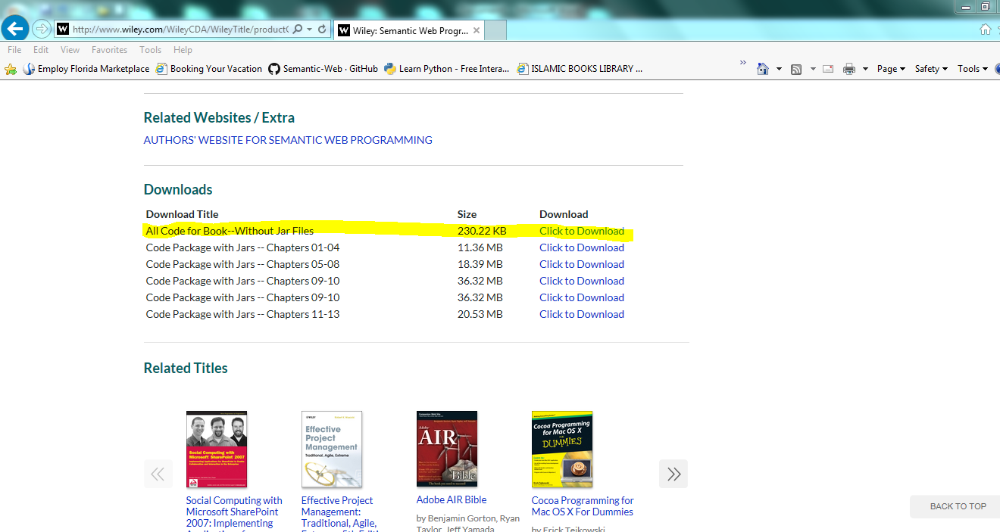 http://www.wiley.com/WileyCDA/WileyTitle/product
Wiley: Semantic Web Progr...
File Edit View Favorites Tools Help
Employ Florida Marketplace Booking Your Vacation Semantic-Web · GitHub Learn Python - Free Intera... ISLAMIC BOOKS LIBRARY ... Page Safety Tools
Related Websites / Extra
AUTHORS' WEBSITE FOR SEMANTIC WEB PROGRAMMING
Downloads
Download Title Size Download
All Code for Book--Without Jar Files 230.22 KB Click to Download
Code Package with Jars -- Chapters 01-04 11.36 MB Click to Download
Code Package with Jars -- Chapters 05-08 18.39 MB Click to Download
Code Package with Jars -- Chapters 09-10 36.32 MB Click to Download
Code Package with Jars -- Chapters 09-10 36.32 MB Click to Download
Code Package with Jars -- Chapters 11-13 20.53 MB Click to Download
Related Titles
Social Computing with
Microsoft SharePoint 2007
Effective
Project
Management
Traditional, Agile, Extreme
Adobe
AIR
Bible
Cocoa Programming
for Mac OS X
FOR
DUMMIES
Social Computing with
Microsoft SharePoint
2007: Implementing
Effective Project
Management:
Traditional, Agile,
Adobe AIR Bible
by Benjamin Gorton, Ryan
Taylor, Jeff Yamada
Cocoa Programming for
Mac OS X For Dummies
by Erick Tejkowski
BACK TO TOP